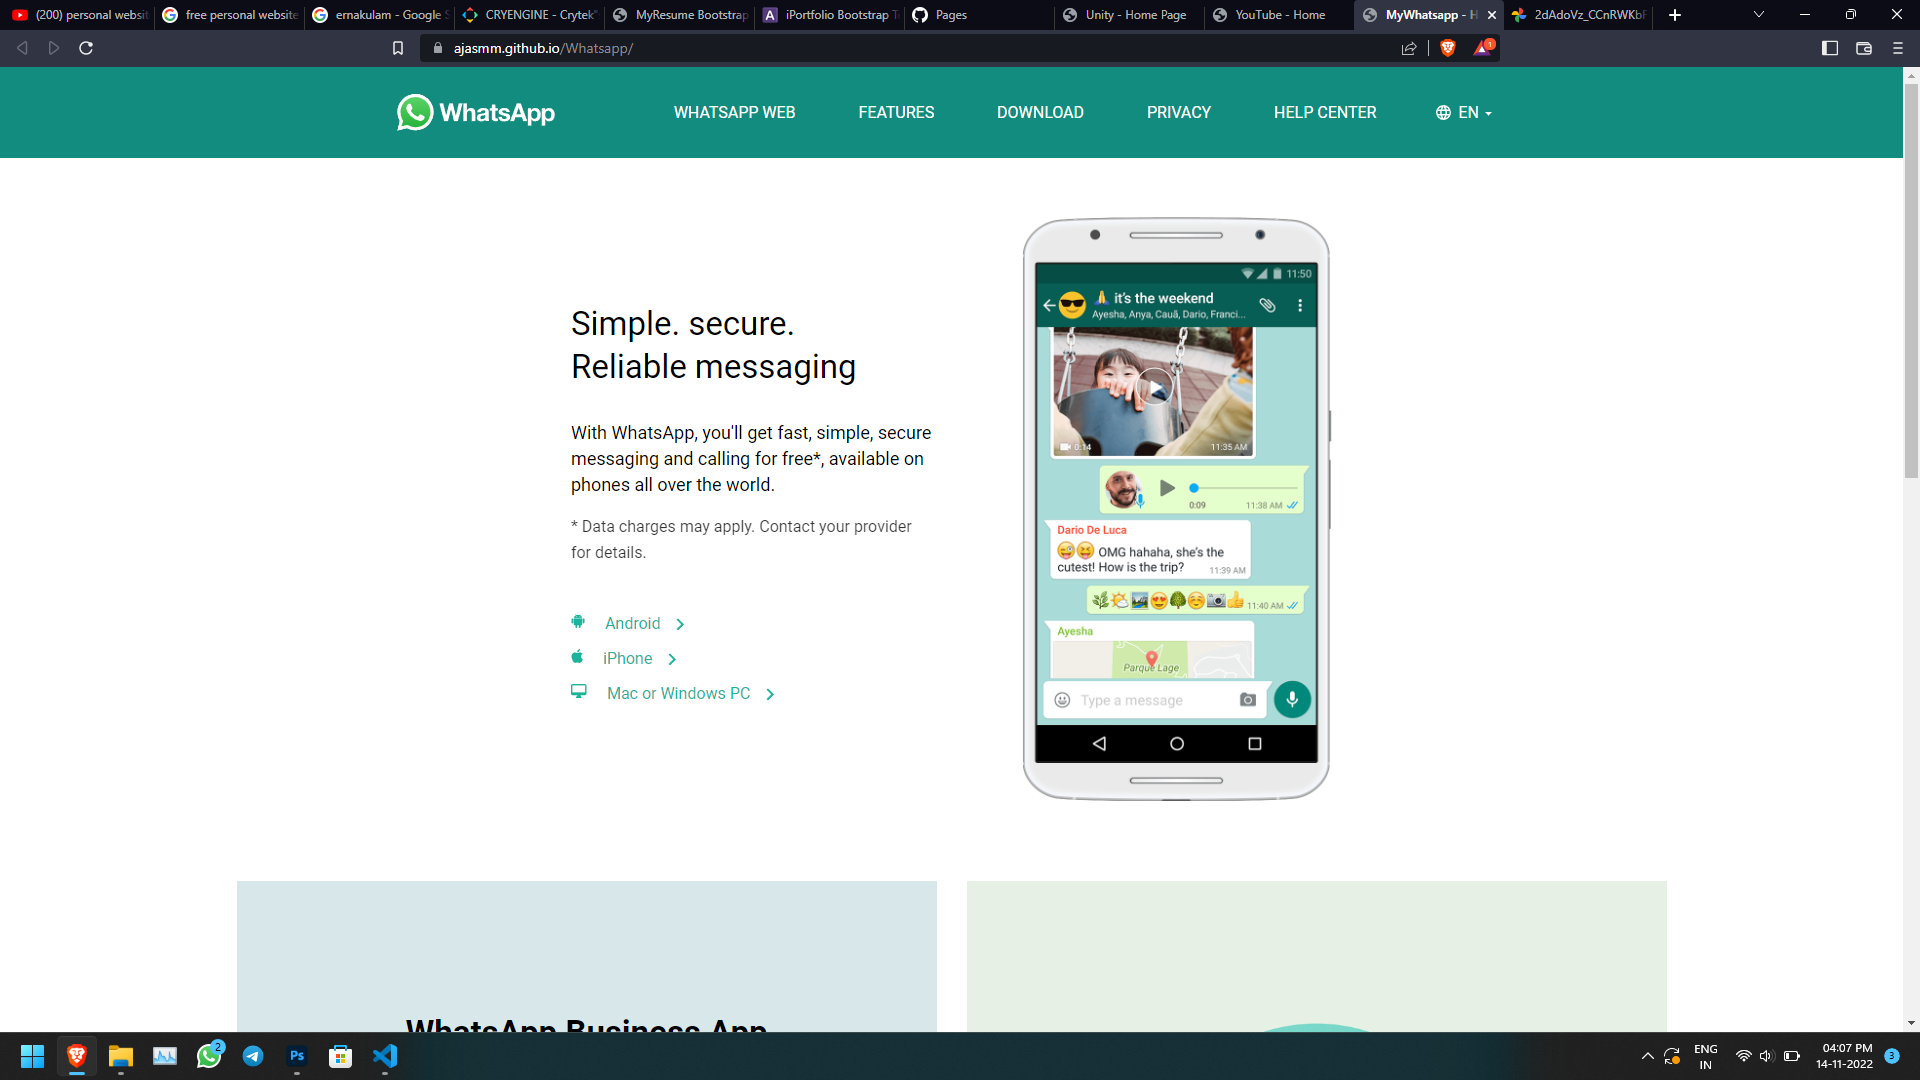 (200) personal websit
free personal website
ernakulam - Google S
CRYENGINE - Crytek"
MyResume Bootstrap
iPortfolio Bootstrap T
Pages
Unity - Home Page
YouTube - Home
MyWhatsapp - H
2dAdoVz_CCnRWKbF
ajasmm.github.io/Whatsapp/
1
WhatsApp
WHATSAPP WEB
FEATURES
DOWNLOAD
PRIVACY
HELP CENTER
EN
Simple. secure.
Reliable messaging
With WhatsApp, you'll get fast, simple, secure
messaging and calling for free*, available on
phones all over the world.
* Data charges may apply. Contact your provider
for details.
Android
iPhone
Mac or Windows PC
11:50
🙏 it's the weekend
Ayesha, Anya, Cauã, Dario, Franci...
0:14 11:35 AM
0:09 11:38 AM
Dario De Luca
😜😝 OMG hahaha, she's the
cutest! How is the trip? 11:39 AM
11:40 AM
Ayesha
Parque Lage
Type a message
WhatsApp Business App
2
Ps
ENG
IN
04:07 PM
14-11-2022
3